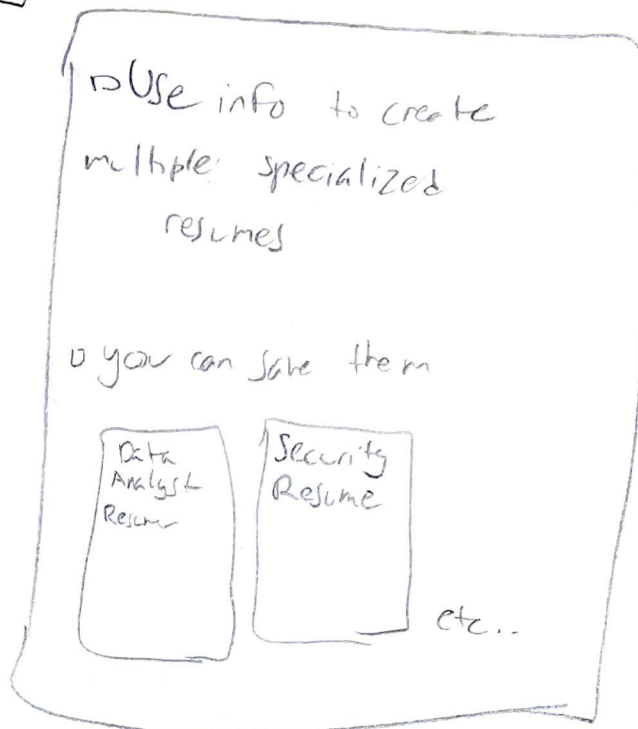 Use info to create
multiple specialized
resumes
you can save them
Data
Analyst
Resume
Security
Resume
etc..